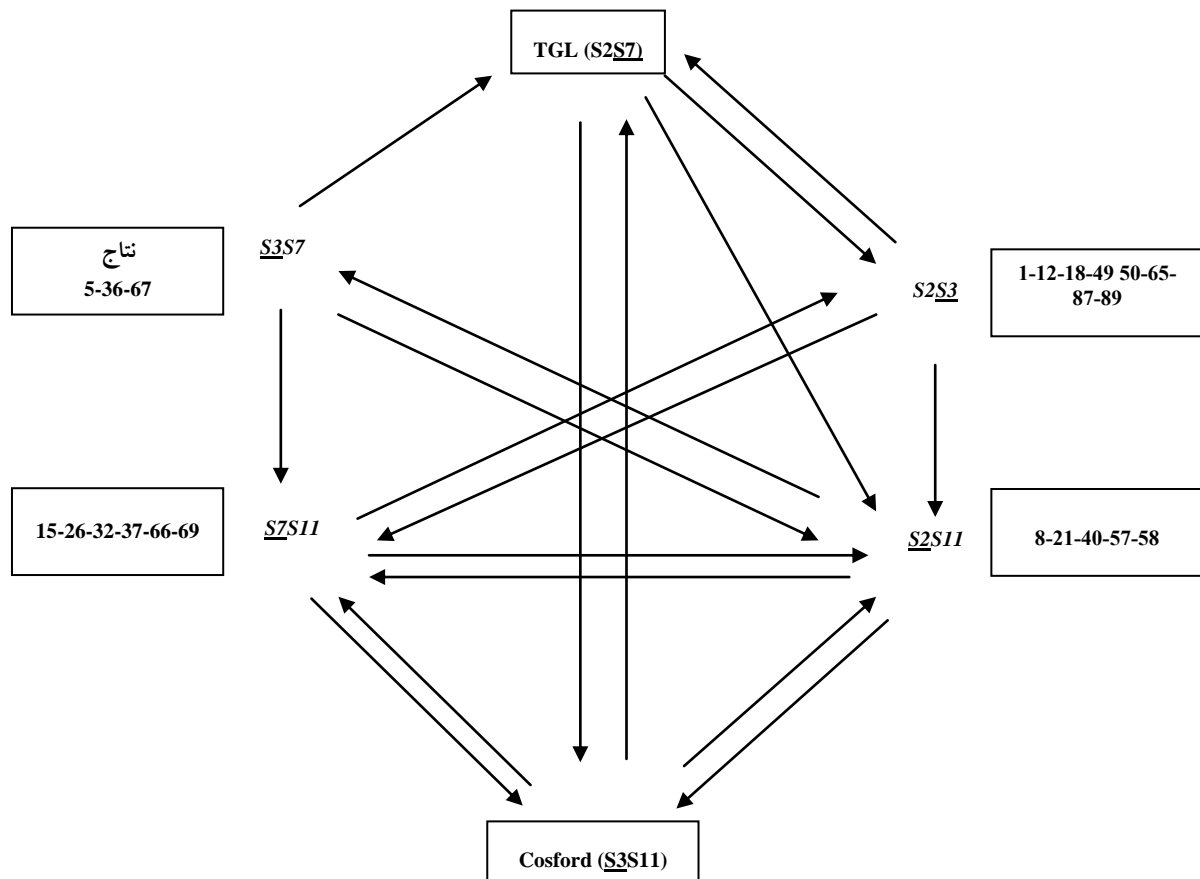 TGL (S2S7)
نتاج
5-36-67
S3S7
S2S3
1-12-18-49 50-65-
87-89
15-26-32-37-66-69
S7S11
S2S11
8-21-40-57-58
Cosford (S3S11)